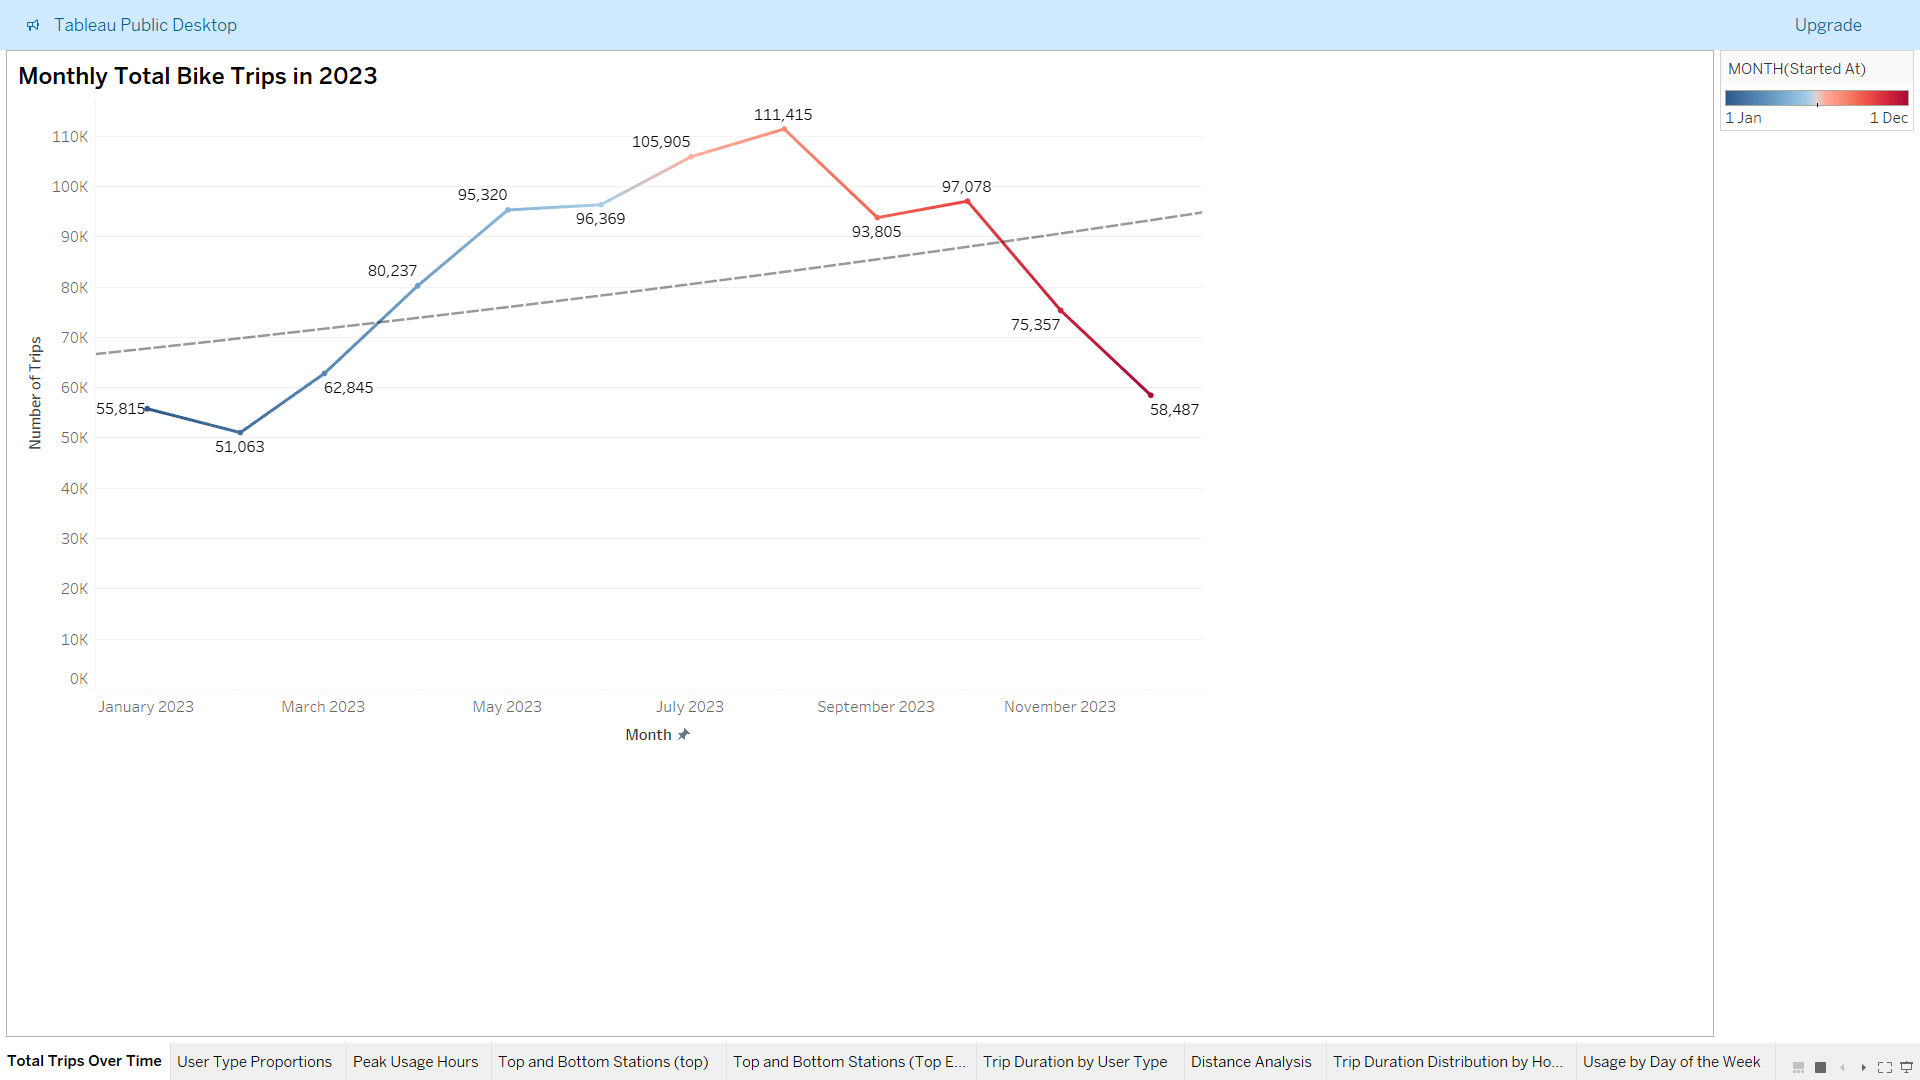 Tableau Public Desktop
Upgrade
Monthly Total Bike Trips in 2023
MONTH(Started At)
1 Jan
1 Dec
Number of Trips
110K
100K
90K
80K
70K
60K
50K
40K
30K
20K
10K
0K
55,815
51,063
62,845
80,237
95,320
96,369
105,905
111,415
93,805
97,078
75,357
58,487
January 2023
March 2023
May 2023
July 2023
September 2023
November 2023
Month
Total Trips Over Time
User Type Proportions
Peak Usage Hours
Top and Bottom Stations (top)
Top and Bottom Stations (Top E...
Trip Duration by User Type
Distance Analysis
Trip Duration Distribution by Ho...
Usage by Day of the Week